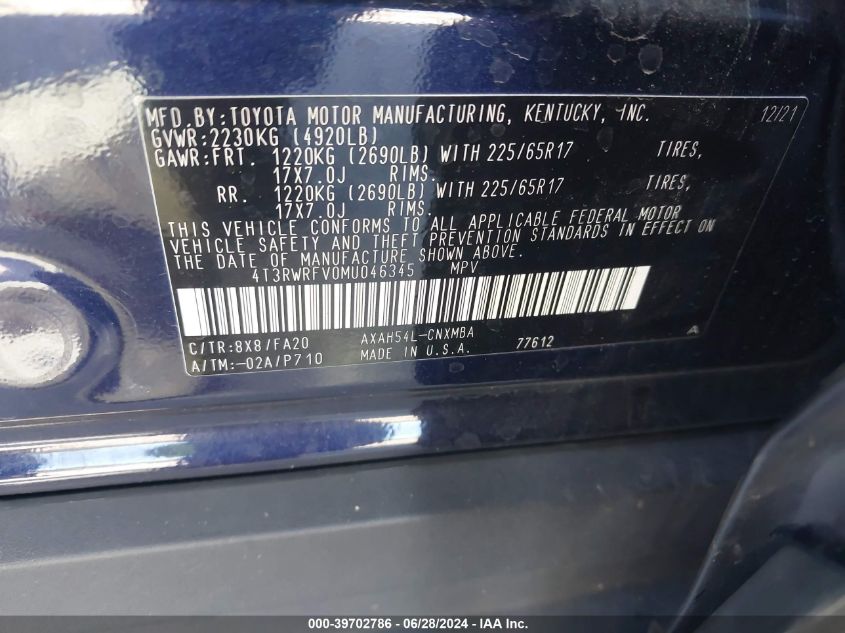 MFD.BY:TOYOTA MOTOR MANUFACTURING, KENTUCKY, INC. 12/21
GVWR:2230KG (4920LB)
GAWR:FRT. 1220KG (2690LB) WITH 225/65R17 TIRES,
17X7.0J RIMS.
RR. 1220KG (2690LB) WITH 225/65R17 TIRES,
17X7.0J RIMS.
THIS VEHICLE CONFORMS TO ALL APPLICABLE FEDERAL MOTOR
VEHICLE SAFETY AND THEFT PREVENTION STANDARDS IN EFFECT ON
THE DATE OF MANUFACTURE SHOWN ABOVE.
4T3RWRFV0MU046345 MPV
C/TR:8X8/FA20 AXAH54L-CNXMBA A
A/TM:-02A/P710 MADE IN U.S.A. 77612
000-39702786 - 06/28/2024 - IAAI.com